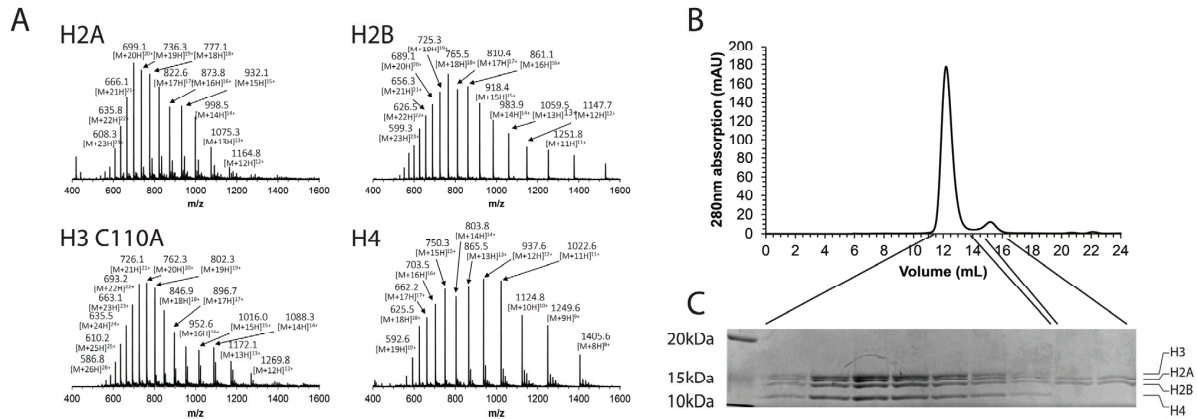 A
H2A
699.1
[M+20H]20+
736.3
[M+19H]19+
777.1
[M+18H]18+
822.6
[M+17H]17+
873.8
[M+16H]16+
932.1
[M+15H]15+
666.1
[M+21H]21+
998.5
[M+14H]14+
635.8
[M+22H]22+
1075.3
[M+13H]13+
608.3
[M+23H]23+
1164.8
[M+12H]12+
400 600 800 1000 1200 1400 1600
m/z
H2B
725.3
[M+19H]19+
689.1
[M+20H]20+
765.5
[M+18H]18+
810.4
[M+17H]17+
861.1
[M+16H]16+
656.3
[M+21H]21+
918.4
[M+15H]15+
626.5
[M+22H]22+
983.9
[M+14H]14+
1059.5
[M+13H]13+
1147.7
[M+12H]12+
599.3
[M+23H]23+
1251.8
[M+11H]11+
400 600 800 1000 1200 1400 1600
m/z
H3 C110A
726.1
[M+21H]21+
762.3
[M+20H]20+
802.3
[M+19H]19+
693.2
[M+22H]22+
846.9
[M+18H]18+
896.7
[M+17H]17+
663.1
[M+23H]23+
635.5
[M+24H]24+
952.6
[M+16H]16+
1016.0
[M+15H]15+
1088.3
[M+14H]14+
610.2
[M+25H]25+
1172.1
[M+13H]13+
586.8
[M+26H]26+
1269.8
[M+12H]12+
400 600 800 1000 1200 1400 1600
m/z
H4
803.8
[M+14H]14+
750.3
[M+15H]15+
865.5
[M+13H]13+
937.6
[M+12H]12+
1022.6
[M+11H]11+
703.5
[M+16H]16+
662.2
[M+17H]17+
625.5
[M+18H]18+
1124.8
[M+10H]10+
1249.6
[M+9H]9+
592.6
[M+19H]19+
1405.6
[M+8H]8+
400 600 800 1000 1200 1400 1600
m/z
B
280nm absorption (mAU)
200
180
160
140
120
100
80
60
40
20
0
0 2 4 6 8 10 12 14 16 18 20 22 24
Volume (mL)
C
20kDa
15kDa
10kDa
H3
H2A
H2B
H4